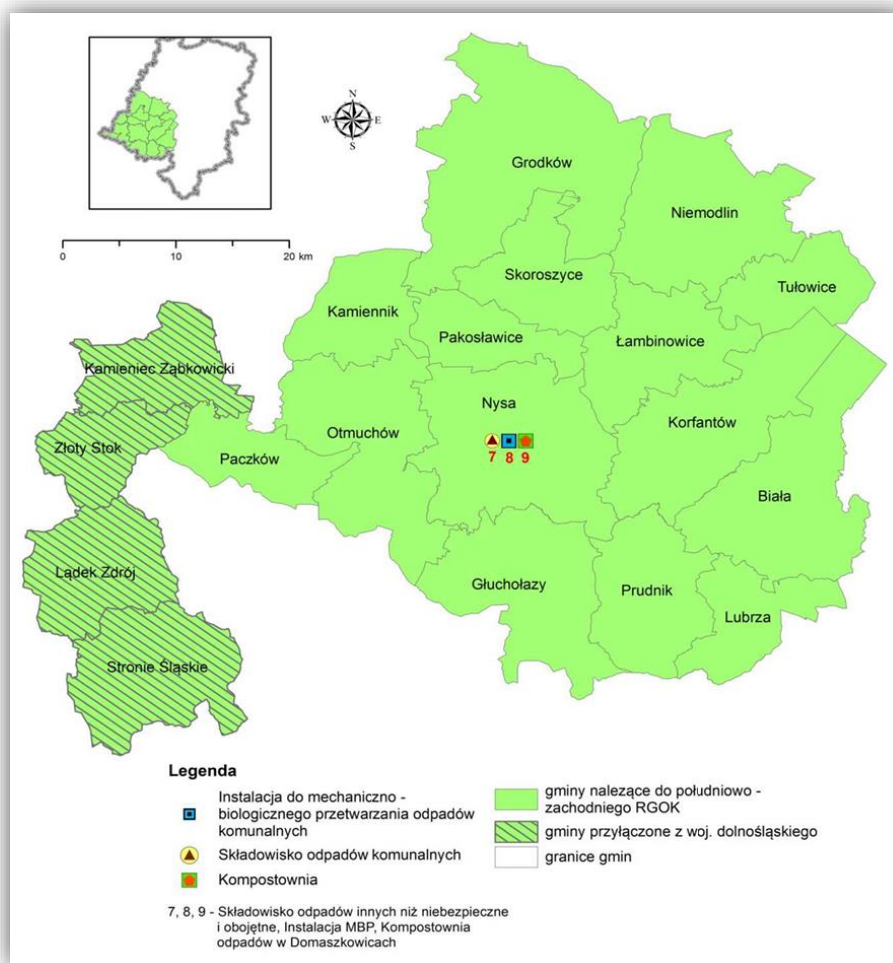 N
W E
S
0 10 20 km
Grodków
Niemodlin
Skoroszyce
Tułowice
Kamiennik
Pakosławice
Łambinowice
Kamieniec Ząbkowicki
Nysa
Korfantów
Otmuchów
Złoty Stok
Paczków
7 8 9
Biała
Lądek Zdrój
Głuchołazy
Prudnik
Lubrza
Stronie Śląskie
Legenda
Instalacja do mechaniczno -
biologicznego przetwarzania odpadów
komunalnych
Składowisko odpadów komunalnych
Kompostownia
gminy nalezące do południowo -
zachodniego RGOK
gminy przyłączone z woj. dolnośląskiego
granice gmin
7, 8, 9 - Składowisko odpadów innych niż niebezpieczne
i obojętne, Instalacja MBP, Kompostownia
odpadów w Domaszkowicach